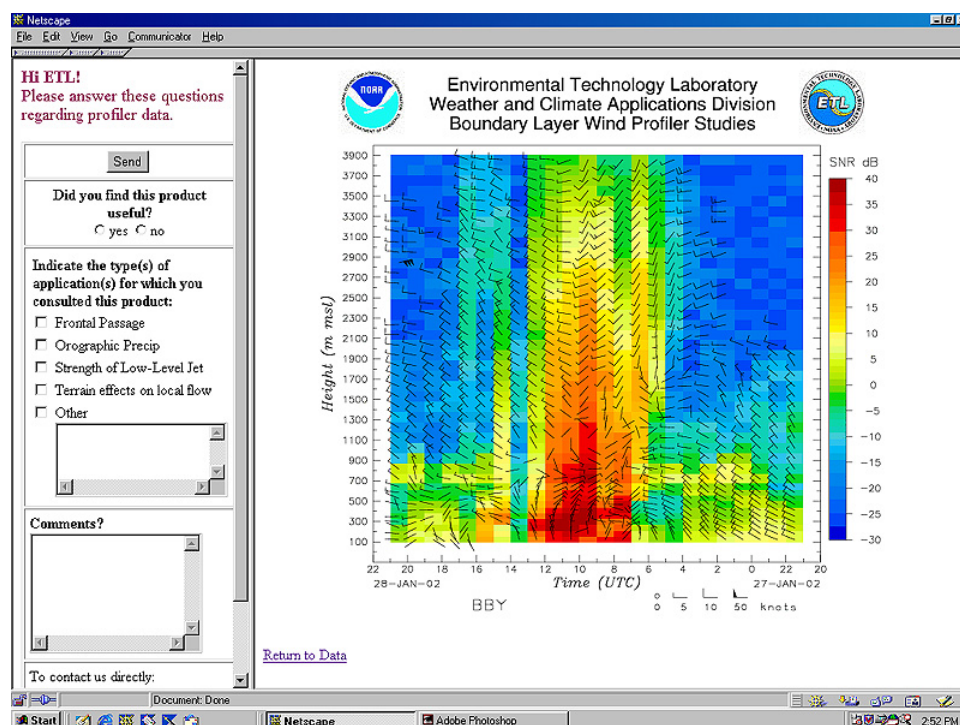 Netscape
File Edit View Go Communicator Help
Hi ETL!
Please answer these questions
regarding profiler data.
Send
Did you find this product
useful?
yes no
Indicate the type(s) of
application(s) for which you
consulted this product:
Frontal Passage
Orographic Precip
Strength of Low-Level Jet
Terrain effects on local flow
Other
Comments?
To contact us directly:
NOAA
Environmental Technology Laboratory
Weather and Climate Applications Division
Boundary Layer Wind Profiler Studies
ETL
SNR dB
40
35
30
25
20
15
10
5
0
-5
-10
-15
-20
-25
-30
Height (m msl)
3900
3700
3500
3300
3100
2900
2700
2500
2300
2100
1900
1700
1500
1300
1100
900
700
500
300
100
22 20 18 16 14 12 10 8 6 4 2 0 22 20
28-JAN-02 Time (UTC) 27-JAN-02
BBY
0 5 10 50 knots
Return to Data
Document: Done
Start Netscape Adobe Photoshop 2:52 PM